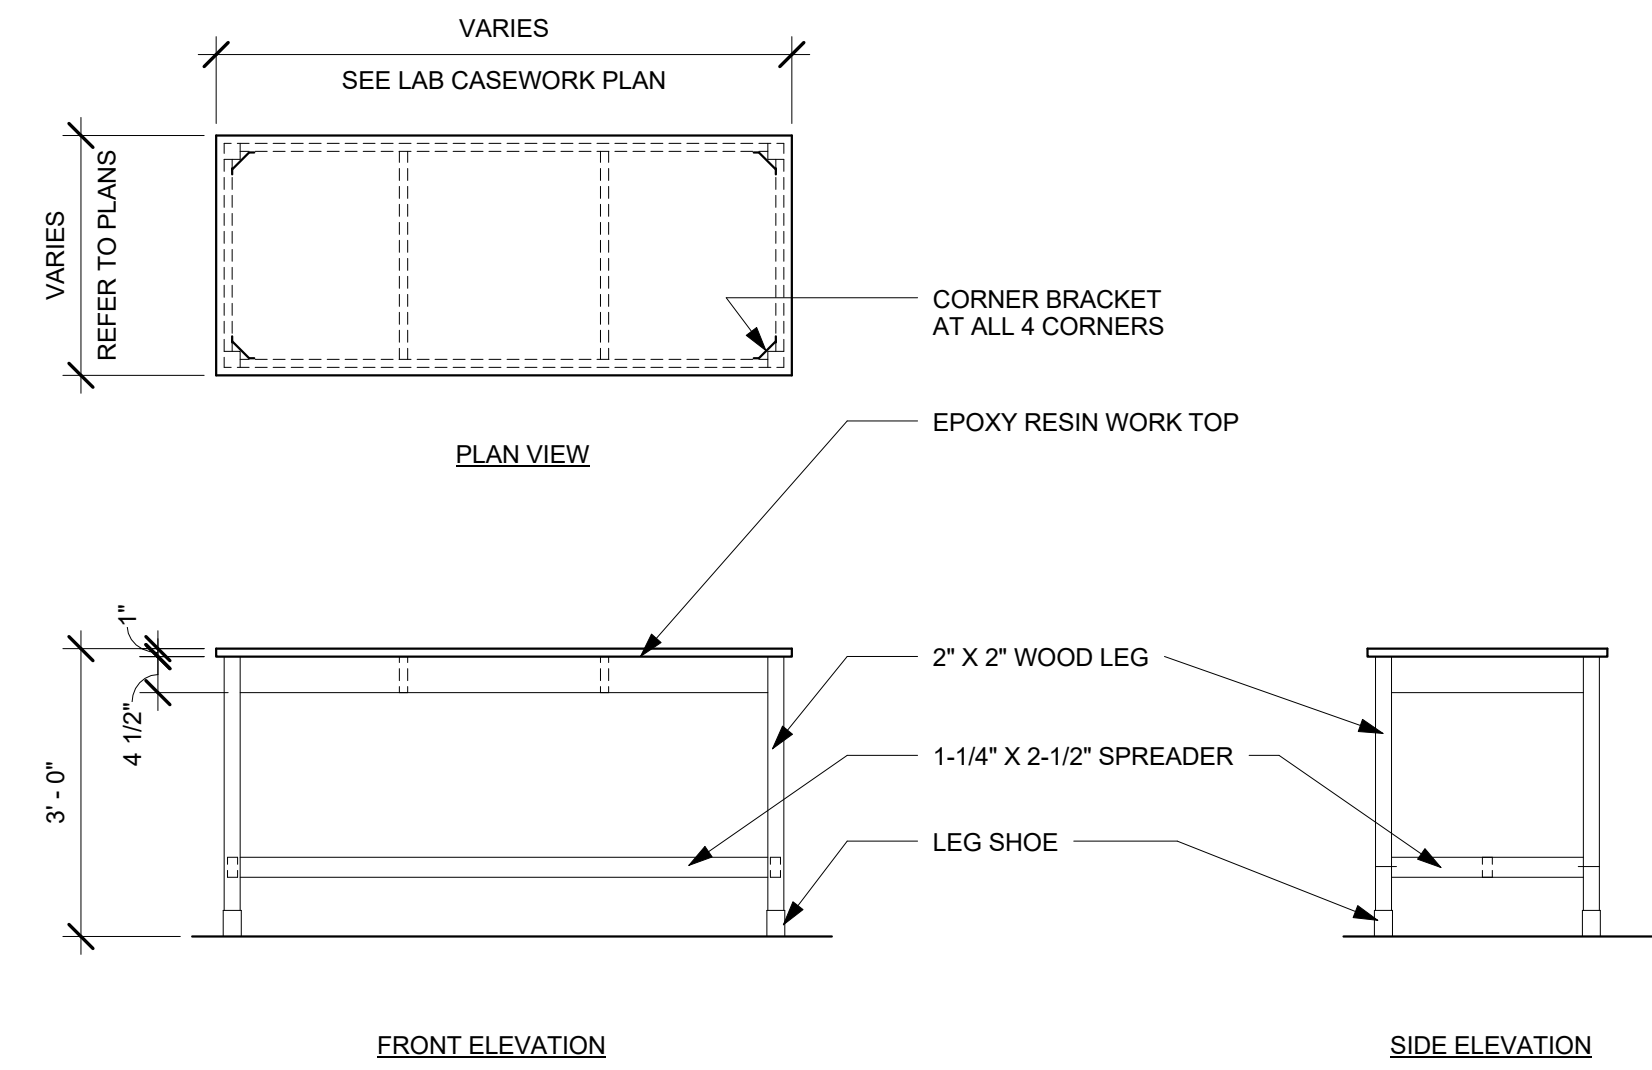 VARIES
SEE LAB CASEWORK PLAN
VARIES
REFER TO PLANS
CORNER BRACKET
AT ALL 4 CORNERS
EPOXY RESIN WORK TOP
PLAN VIEW
1"
4 1/2"
3' - 0"
2" X 2" WOOD LEG
1-1/4" X 2-1/2" SPREADER
LEG SHOE
FRONT ELEVATION
SIDE ELEVATION